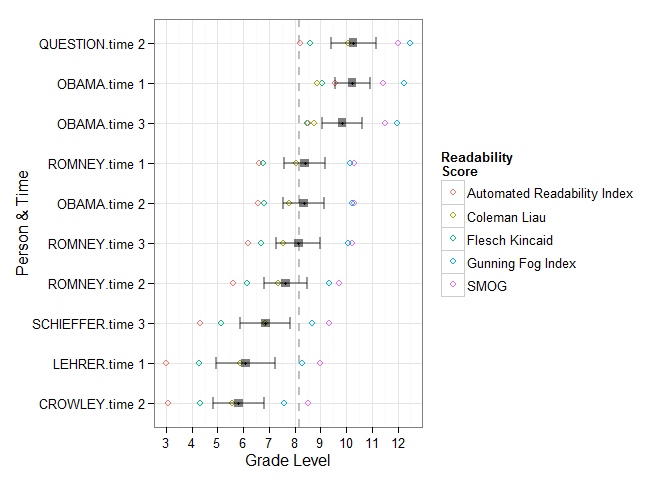 QUESTION.time 2
OBAMA.time 1
OBAMA.time 3
ROMNEY.time 1
OBAMA.time 2
ROMNEY.time 3
ROMNEY.time 2
SCHIEFFER.time 3
LEHRER.time 1
CROWLEY.time 2
Person & Time
3 4 5 6 7 8 9 10 11 12
Grade Level
Readability
Score
Automated Readability Index
Coleman Liau
Flesch Kincaid
Gunning Fog Index
SMOG